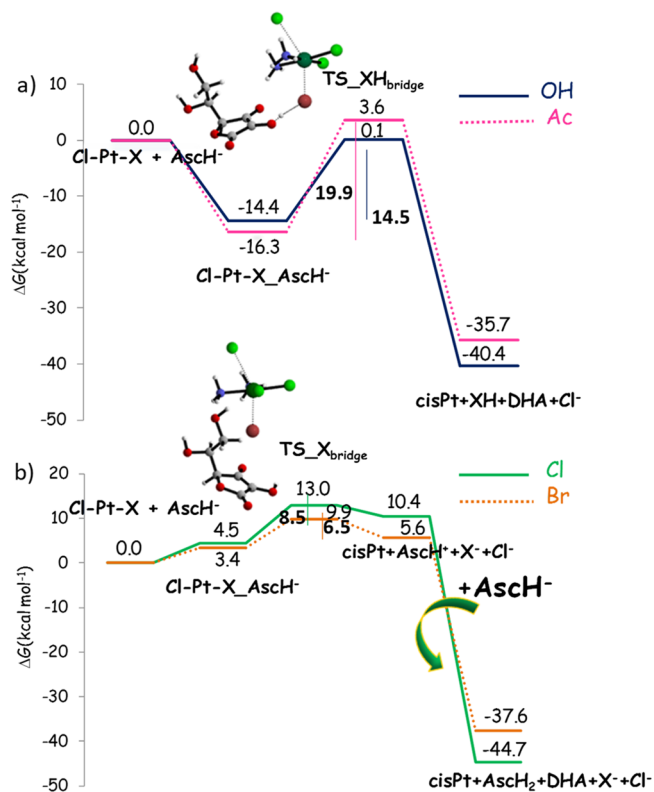 a)
TS_XHbridge
ΔG(kcal mol-1)
10
0
-10
-20
-30
-40
-50
OH
Ac
0.0
Cl-Pt-X + AscH-
-14.4
-16.3
Cl-Pt-X_AscH-
3.6
0.1
19.9
14.5
-35.7
-40.4
cisPt+XH+DHA+Cl-
b)
TS_Xbridge
ΔG(kcal mol-1)
20
10
0
-10
-20
-30
-40
-50
Cl
Br
Cl-Pt-X + AscH-
0.0
4.5
3.4
Cl-Pt-X_AscH-
13.0
9.9
8.5
6.5
10.4
5.6
cisPt+AscH++X-+Cl-
+AscH-
-37.6
-44.7
cisPt+AscH2+DHA+X-+Cl-